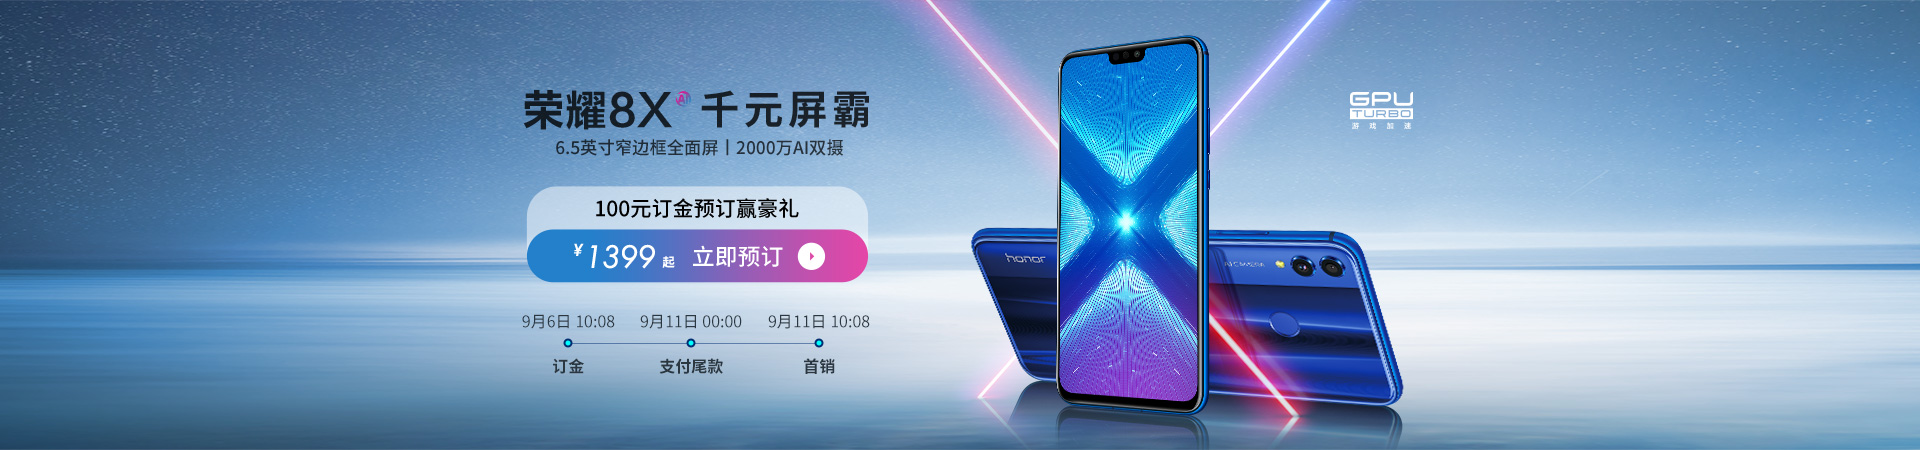 荣耀8X AI 千元屏霸
6.5英寸窄边框全面屏丨2000万AI双摄
100元订金预订赢豪礼
¥1399起 立即预订
9月6日 10:08 9月11日 00:00 9月11日 10:08
订金 支付尾款 首销
honor
AI CAMERA
GPU
TURBO
游戏加速